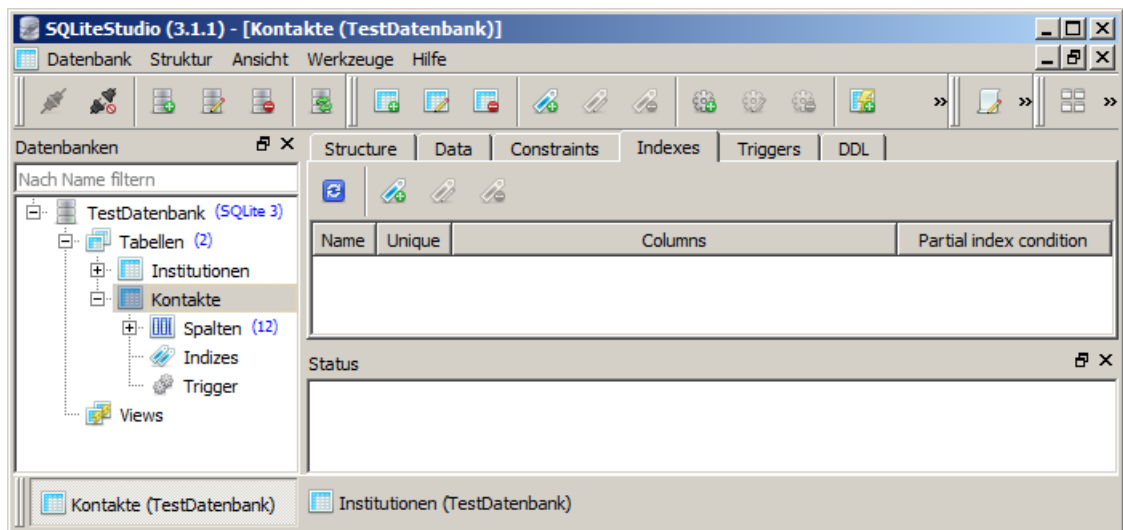 SQLiteStudio (3.1.1) - [Kontakte (TestDatenbank)]
Datenbank Struktur Ansicht Werkzeuge Hilfe
Datenbanken
Nach Name filtern
TestDatenbank (SQLite 3)
Tabellen (2)
Institutionen
Kontakte
Spalten (12)
Indizes
Trigger
Views
Structure Data Constraints Indexes Triggers DDL
Name Unique Columns Partial index condition
Status
Kontakte (TestDatenbank) Institutionen (TestDatenbank)